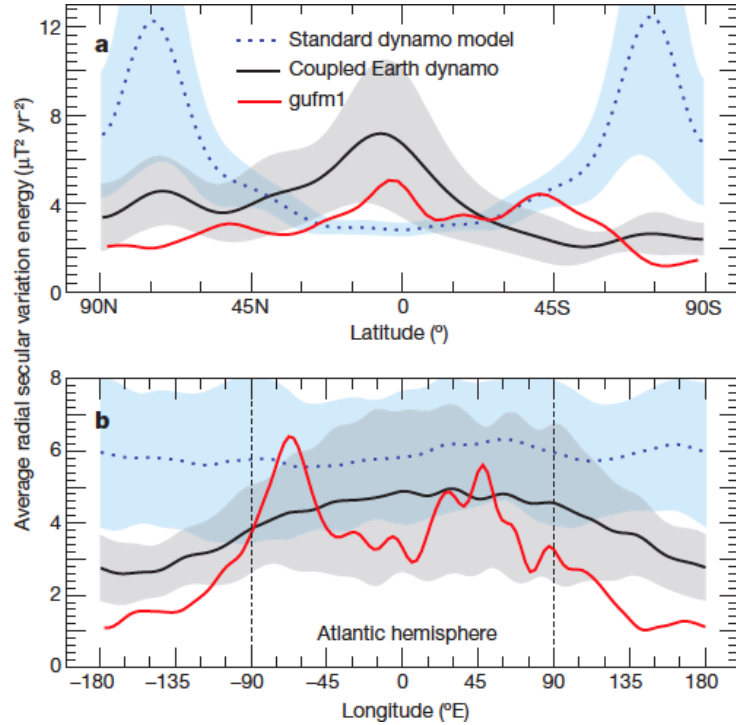 12
a
Standard dynamo model
Coupled Earth dynamo
gufm1
8
4
0
90N 45N 0 45S 90S
Latitude (º)
Average radial secular variation energy (μT² yr⁻²)
8
b
6
4
2
Atlantic hemisphere
0
–180 –135 –90 –45 0 45 90 135 180
Longitude (ºE)